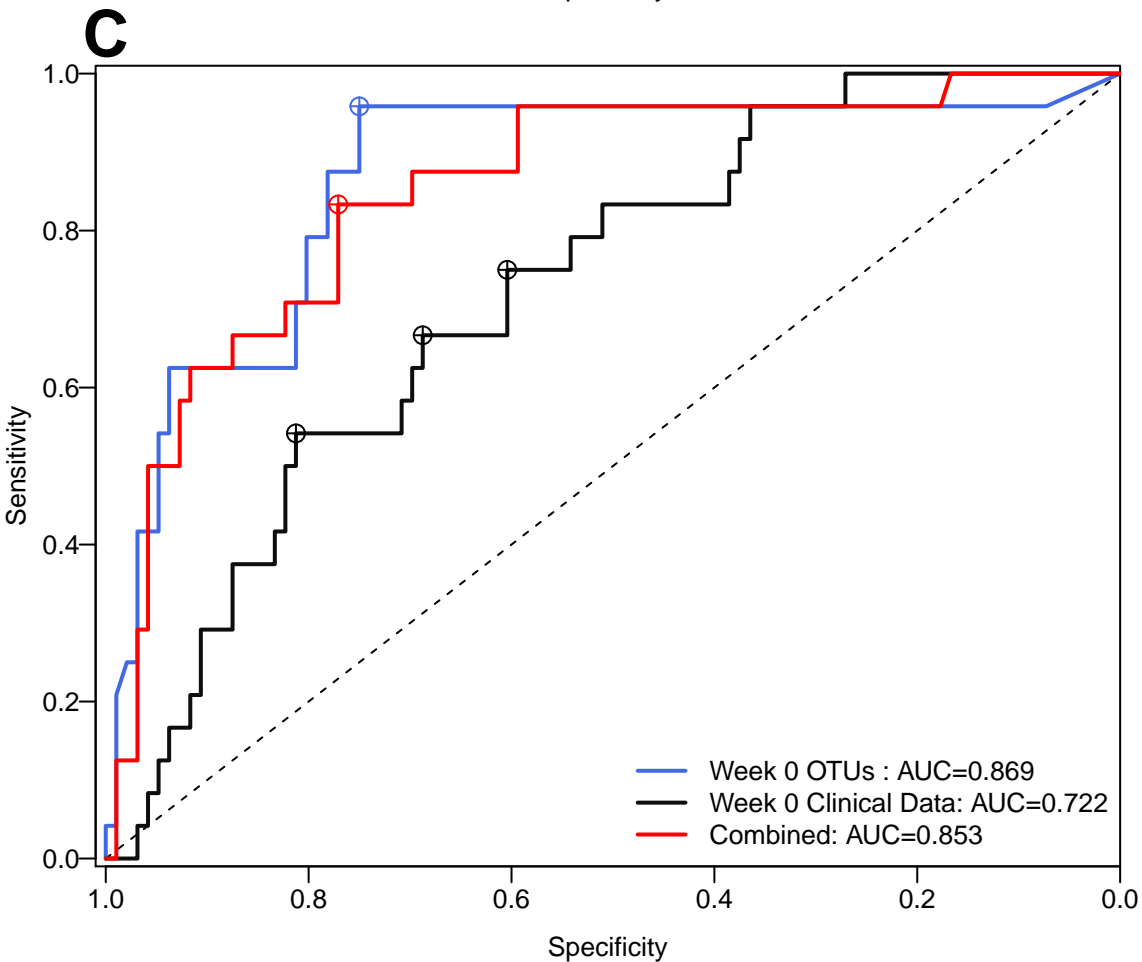 C
1.0
0.8
0.6
0.4
0.2
0.0
Sensitivity
Week 0 OTUs : AUC=0.869
Week 0 Clinical Data: AUC=0.722
Combined: AUC=0.853
1.0 0.8 0.6 0.4 0.2 0.0
Specificity